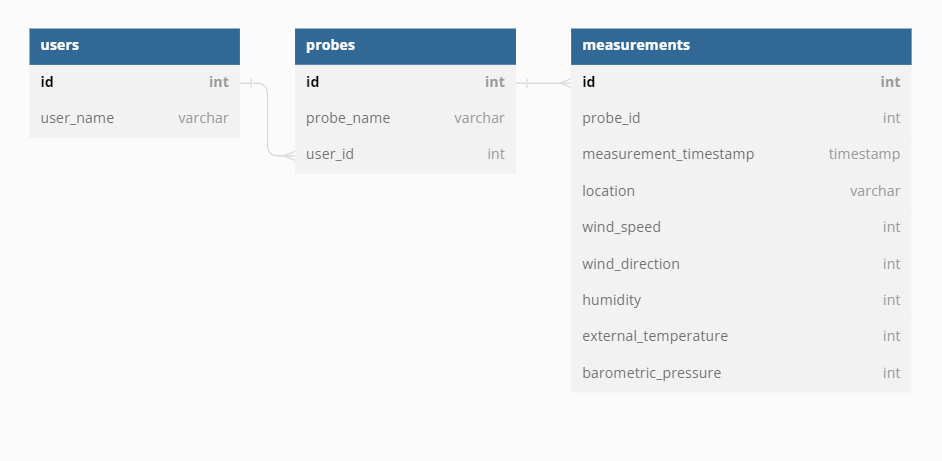 users
id int
user_name varchar
probes
id int
probe_name varchar
user_id int
measurements
id int
probe_id int
measurement_timestamp timestamp
location varchar
wind_speed int
wind_direction int
humidity int
external_temperature int
barometric_pressure int